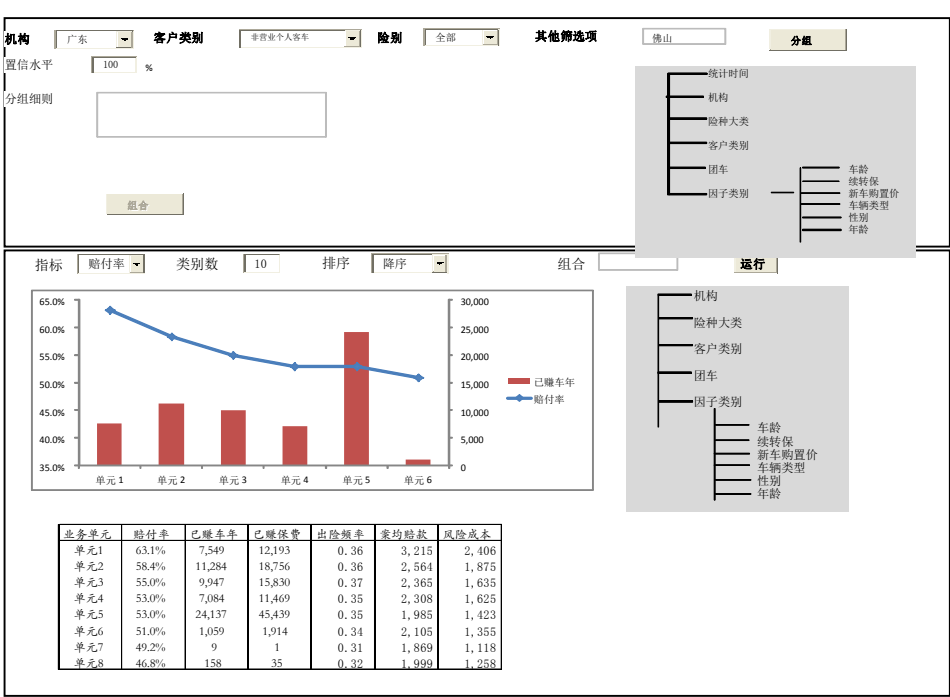 机构 广东 客户类别 非营业个人客车 险别 全部 其他筛选项 佛山 分组
置信水平 100 %
分组细则
组合
统计时间
机构
险种大类
客户类别
团车
因子类别
车龄
续转保
新车购置价
车辆类型
性别
年龄
指标 赔付率 类别数 10 排序 降序 组合 运行
65.0%
60.0%
55.0%
50.0%
45.0%
40.0%
35.0%
30,000
25,000
20,000
15,000
10,000
5,000
0
单元1 单元2 单元3 单元4 单元5 单元6
已赚车年
赔付率
机构
险种大类
客户类别
团车
因子类别
车龄
续转保
新车购置价
车辆类型
性别
年龄
业务单元 赔付率 已赚车年 已赚保费 出险频率 案均赔款 风险成本
单元1 63.1% 7,549 12,193 0.36 3,215 2,406
单元2 58.4% 11,284 18,756 0.36 2,564 1,875
单元3 55.0% 9,947 15,830 0.37 2,365 1,635
单元4 53.0% 7,084 11,469 0.35 2,308 1,625
单元5 53.0% 24,137 45,439 0.35 1,985 1,423
单元6 51.0% 1,059 1,914 0.34 2,105 1,355
单元7 49.2% 9 1 0.31 1,869 1,118
单元8 46.8% 158 35 0.32 1,999 1,258